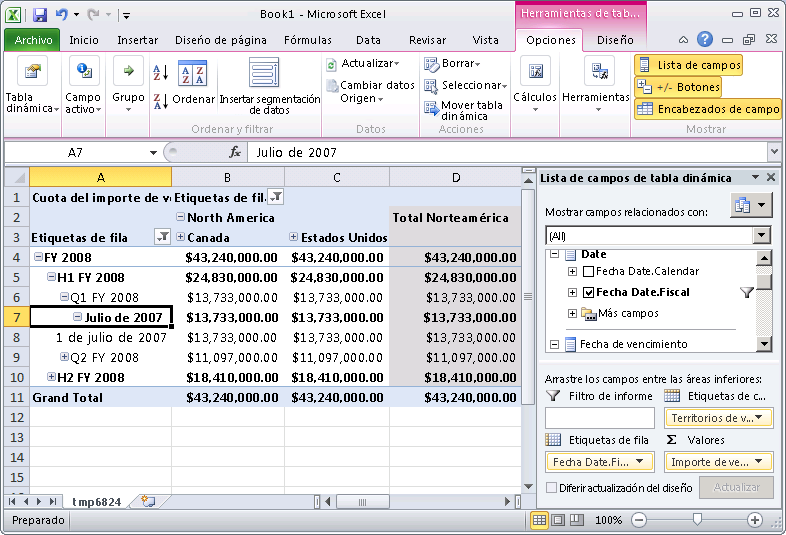 Book1 - Microsoft Excel
Herramientas de tab...
Archivo Inicio Insertar Diseño de página Fórmulas Datos Revisar Vista Opciones Diseño
Tabla dinámica
Campo activo
Grupo
Ordenar
Insertar segmentación de datos
Ordenar y filtrar
Actualizar
Cambiar datos Origen
Datos
Borrar
Seleccionar
Mover tabla dinámica
Acciones
Cálculos
Herramientas
Lista de campos
+/- Botones
Encabezados de campo
Mostrar
A7 fx Julio de 2007
A B C D
1 Cuota del importe de ve Etiquetas de fila
2 North America Total Norteamérica
3 Etiquetas de fila Canada Estados Unidos
4 FY 2008 $43,240,000.00 $43,240,000.00 $43,240,000.00
5 H1 FY 2008 $24,830,000.00 $24,830,000.00 $24,830,000.00
6 Q1 FY 2008 $13,733,000.00 $13,733,000.00 $13,733,000.00
7 Julio de 2007 $13,733,000.00 $13,733,000.00 $13,733,000.00
8 1 de julio de 2007 $13,733,000.00 $13,733,000.00 $13,733,000.00
9 Q2 FY 2008 $11,097,000.00 $11,097,000.00 $11,097,000.00
10 H2 FY 2008 $18,410,000.00 $18,410,000.00 $18,410,000.00
11 Grand Total $43,240,000.00 $43,240,000.00 $43,240,000.00
12
13
14
15
tmp6824
Lista de campos de tabla dinámica
Mostrar campos relacionados con:
(All)
Date
Fecha Date.Calendar
Fecha Date.Fiscal
Más campos
Fecha de vencimiento
Arrastre los campos entre las áreas inferiores:
Filtro de informe
Etiquetas de c...
Territorios de v...
Etiquetas de fila
Σ Valores
Fecha Date.Fi...
Importe de ve...
Diferir actualización del diseño
Actualizar
Preparado
100%